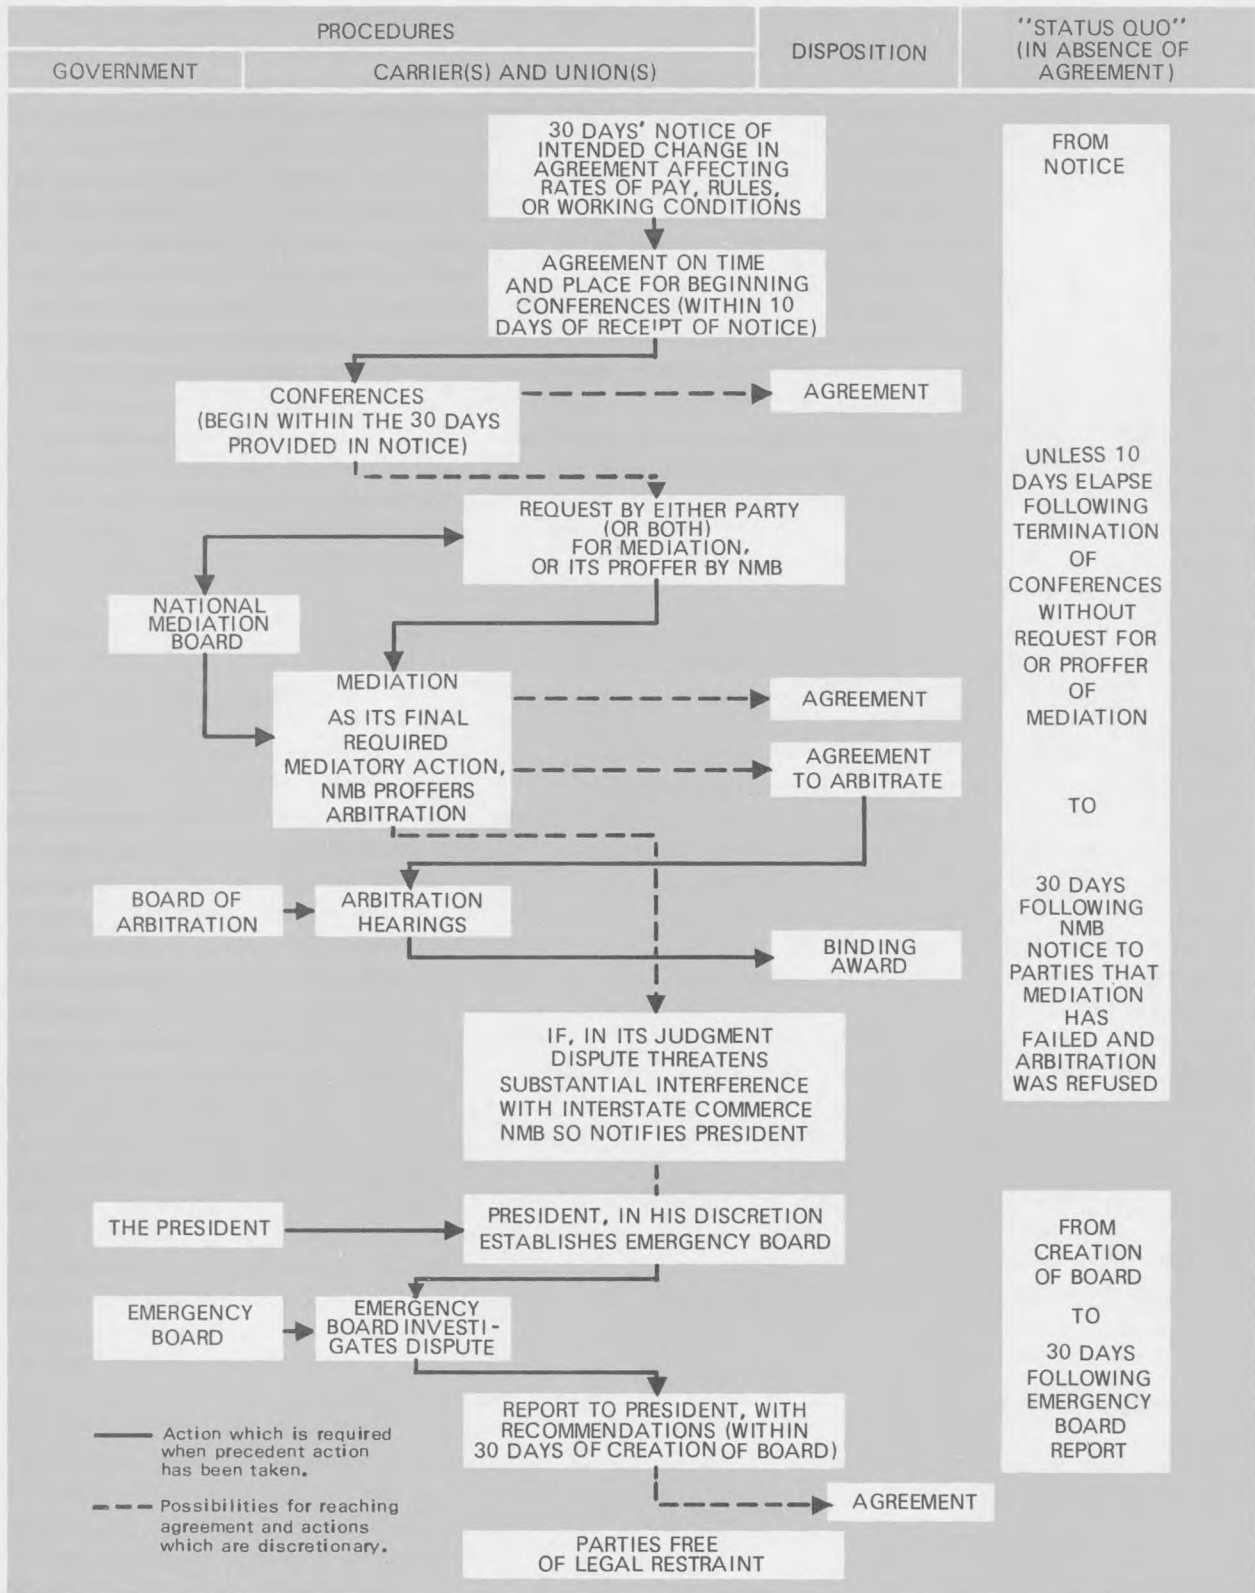 PROCEDURES
GOVERNMENT
CARRIER(S) AND UNION(S)
DISPOSITION
"STATUS QUO"
(IN ABSENCE OF
AGREEMENT)
30 DAYS' NOTICE OF
INTENDED CHANGE IN
AGREEMENT AFFECTING
RATES OF PAY, RULES,
OR WORKING CONDITIONS
AGREEMENT ON TIME
AND PLACE FOR BEGINNING
CONFERENCES (WITHIN 10
DAYS OF RECEIPT OF NOTICE)
CONFERENCES
(BEGIN WITHIN THE 30 DAYS
PROVIDED IN NOTICE)
AGREEMENT
REQUEST BY EITHER PARTY
(OR BOTH)
FOR MEDIATION,
OR ITS PROFFER BY NMB
NATIONAL
MEDIATION
BOARD
MEDIATION
AS ITS FINAL
REQUIRED
MEDIATORY ACTION,
NMB PROFFERS
ARBITRATION
AGREEMENT
AGREEMENT
TO ARBITRATE
BOARD OF
ARBITRATION
ARBITRATION
HEARINGS
BINDING
AWARD
IF, IN ITS JUDGMENT
DISPUTE THREATENS
SUBSTANTIAL INTERFERENCE
WITH INTERSTATE COMMERCE
NMB SO NOTIFIES PRESIDENT
THE PRESIDENT
PRESIDENT, IN HIS DISCRETION
ESTABLISHES EMERGENCY BOARD
EMERGENCY
BOARD
EMERGENCY
BOARD INVESTI-
GATES DISPUTE
REPORT TO PRESIDENT, WITH
RECOMMENDATIONS (WITHIN
30 DAYS OF CREATION OF BOARD)
AGREEMENT
PARTIES FREE
OF LEGAL RESTRAINT
FROM
NOTICE
UNLESS 10
DAYS ELAPSE
FOLLOWING
TERMINATION
OF
CONFERENCES
WITHOUT
REQUEST FOR
OR PROFFER
OF
MEDIATION
TO
30 DAYS
FOLLOWING
NMB
NOTICE TO
PARTIES THAT
MEDIATION
HAS
FAILED AND
ARBITRATION
WAS REFUSED
FROM
CREATION
OF BOARD
TO
30 DAYS
FOLLOWING
EMERGENCY
BOARD
REPORT
Action which is required
when precedent action
has been taken.
Possibilities for reaching
agreement and actions
which are discretionary.